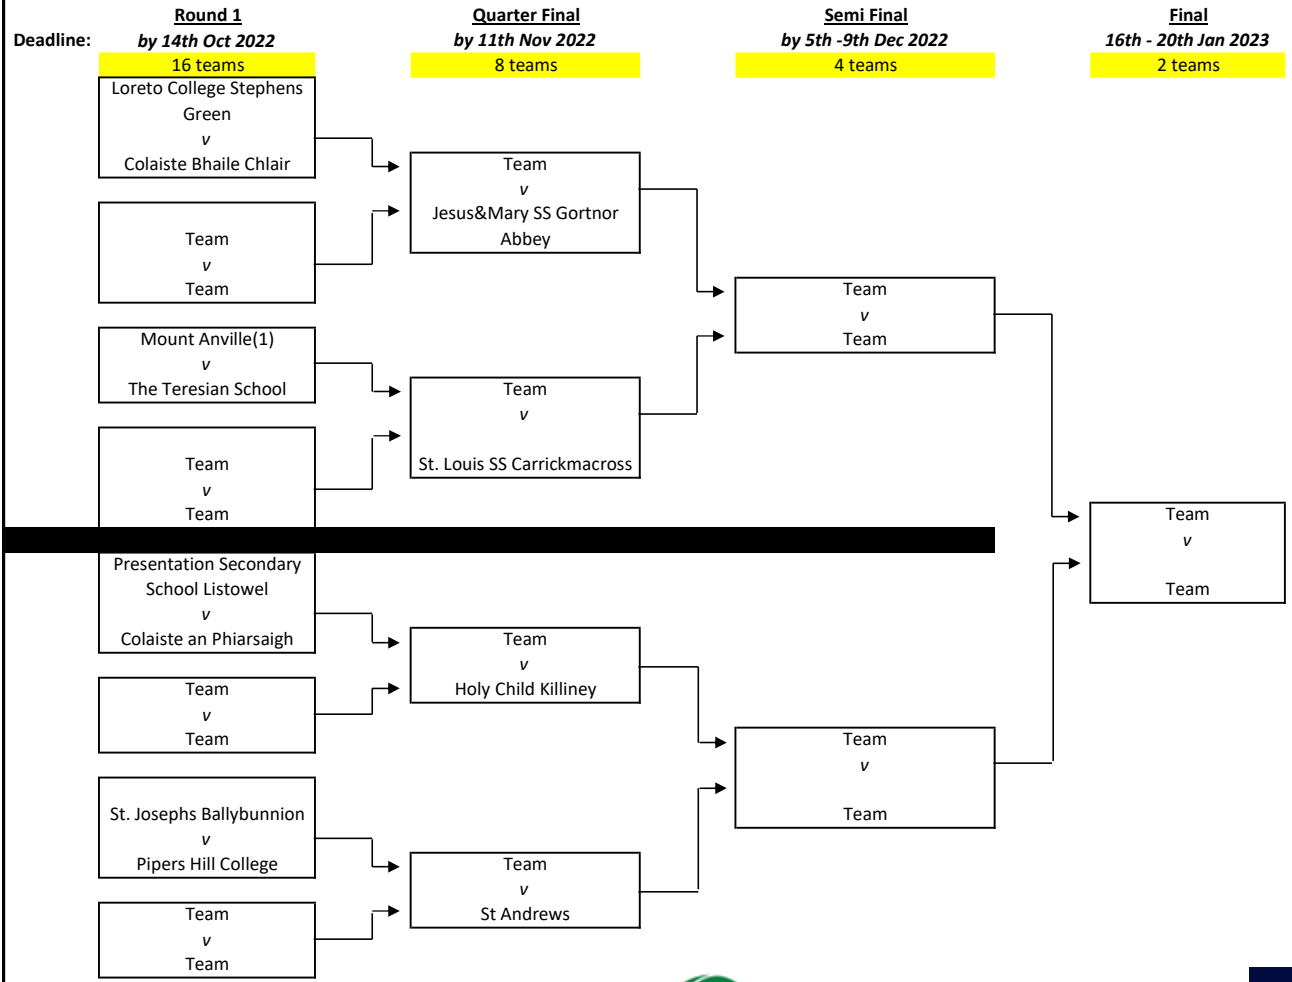 Round 1 Quarter Final Semi Final Final
Deadline: by 14th Oct 2022 by 11th Nov 2022 by 5th -9th Dec 2022 16th - 20th Jan 2023
16 teams 8 teams 4 teams 2 teams
Loreto College Stephens
Green
v
Colaiste Bhaile Chlair
Team
v
Team
Mount Anville(1)
v
The Teresian School
Team
v
Team
Presentation Secondary
School Listowel
v
Colaiste an Phiarsaigh
Team
v
Team
St. Josephs Ballybunnion
v
Pipers Hill College
Team
v
Team
Team
v
Jesus&Mary SS Gortnor
Abbey
Team
v
St. Louis SS Carrickmacross
Team
v
Holy Child Killiney
Team
v
St Andrews
Team
v
Team
Team
v
Team
Team
v
Team